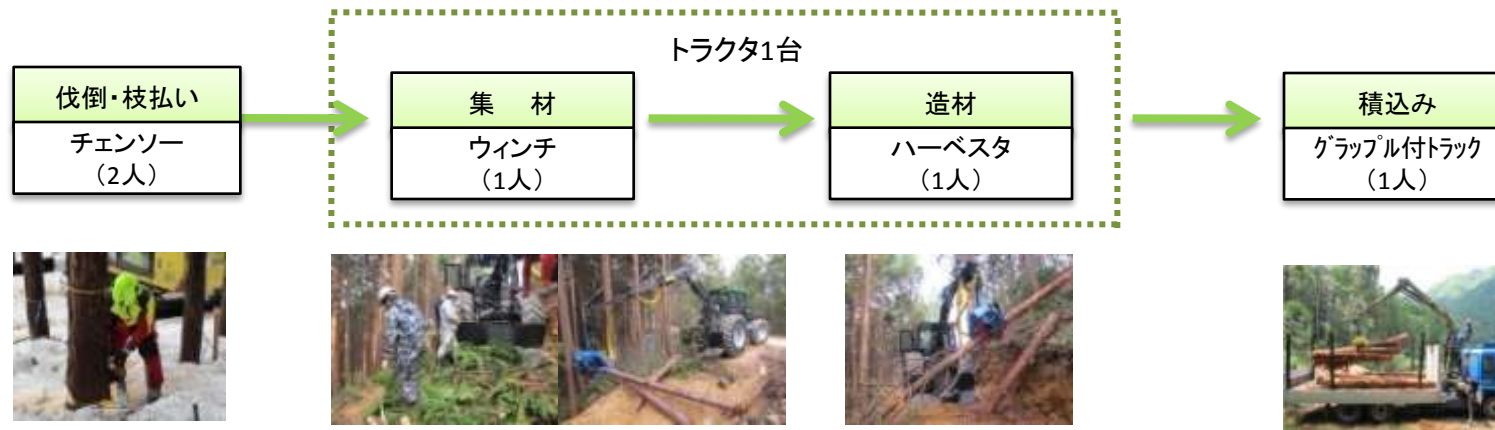 トラクタ1台
伐倒・枝払い
チェンソー
（2人）
集　材
ウィンチ
（1人）
造材
ハーベスタ
（1人）
積込み
ｸﾞﾗｯﾌﾟﾙ付ﾄﾗｯｸ
（1人）